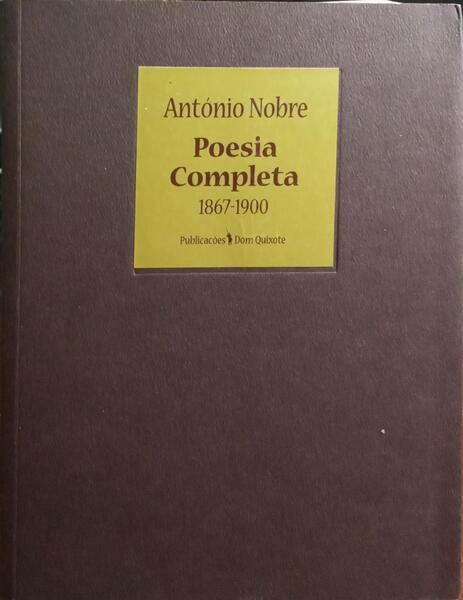 António Nobre
Poesia
Completa
1867-1900
Publicações Dom Quixote